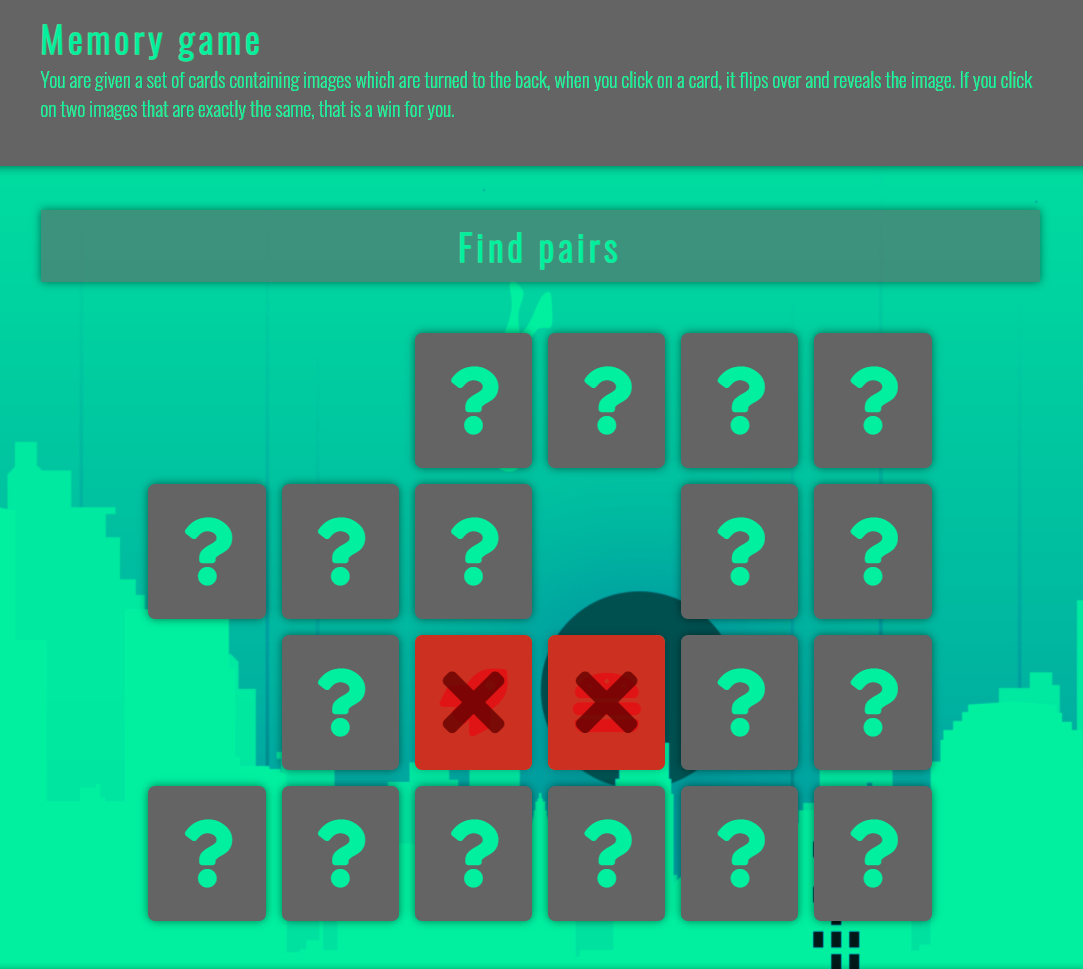 Memory game
You are given a set of cards containing images which are turned to the back, when you click on a card, it flips over and reveals the image. If you click
on two images that are exactly the same, that is a win for you.
Find pairs
? ? ? ?
? ? ? ? ?
? ? ?
? ? ? ? ? ?